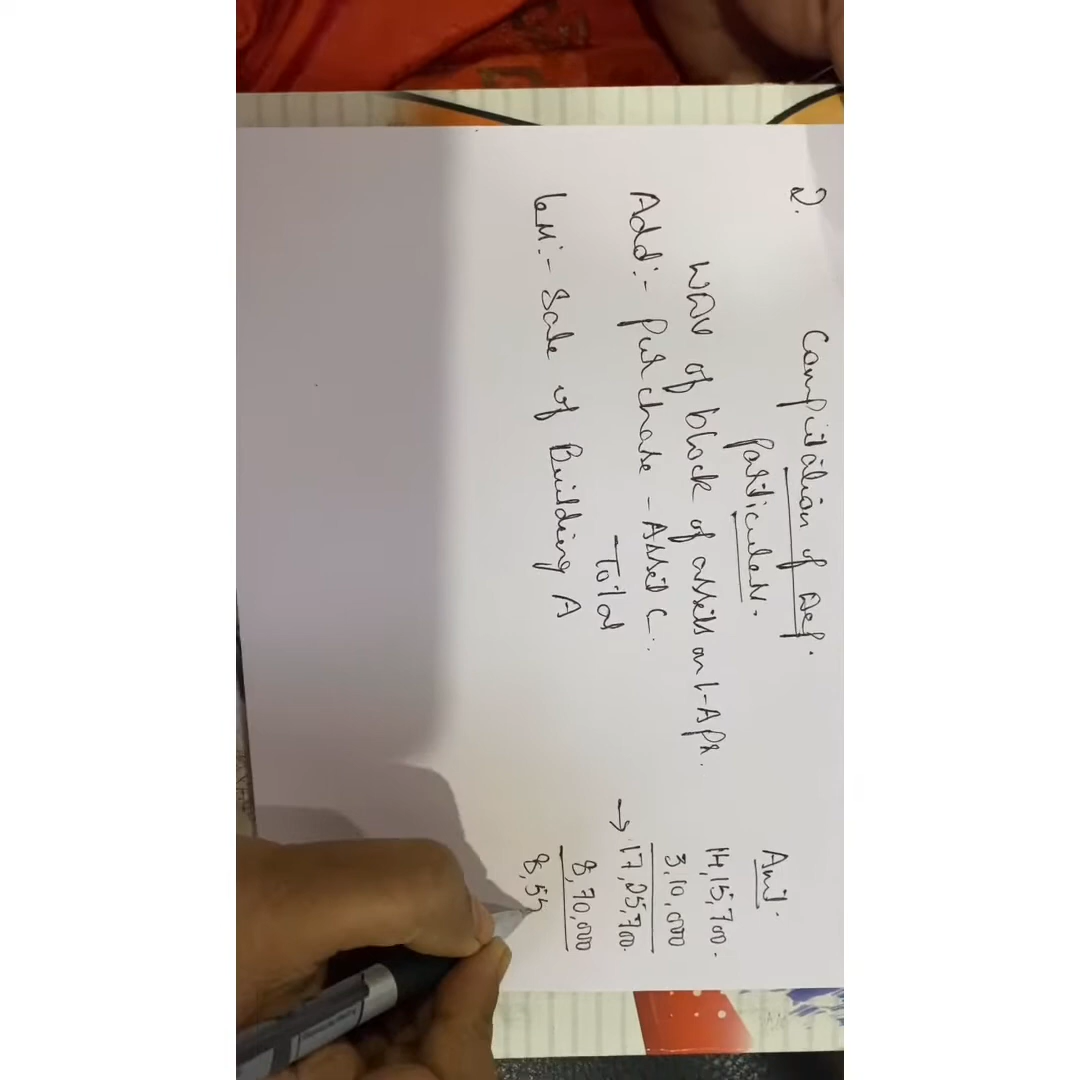 2. Computation of Dep.
Particulars. Amt.
WDV of block of assets on 1-Apr. 14,15,700.
Add:- Purchase - Asset C. 3,10,000
Total → 17,25,700.
Less:- Sale of Building A 8,70,000
8,55